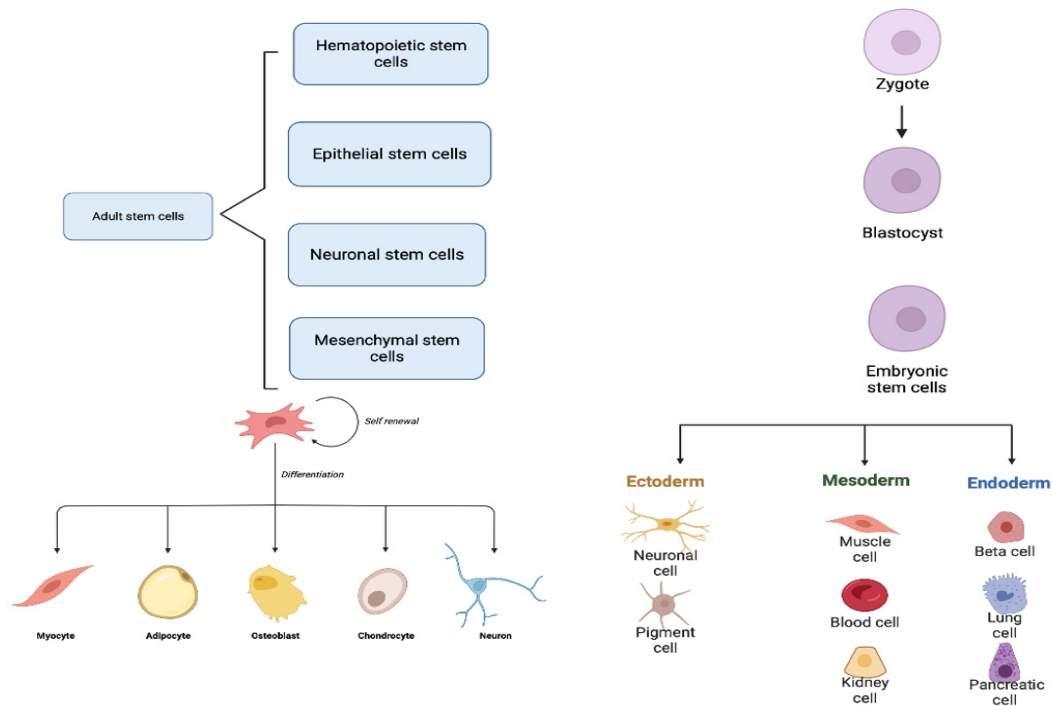 Hematopoietic stem
cells
Epithelial stem cells
Adult stem cells
Neuronal stem cells
Mesenchymal stem
cells
Self renewal
Differentiation
Myocyte
Adipocyte
Osteoblast
Chondrocyte
Neuron
Zygote
Blastocyst
Embryonic
stem cells
Ectoderm
Neuronal
cell
Pigment
cell
Mesoderm
Muscle
cell
Blood cell
Kidney
cell
Endoderm
Beta cell
Lung
cell
Pancreatic
cell